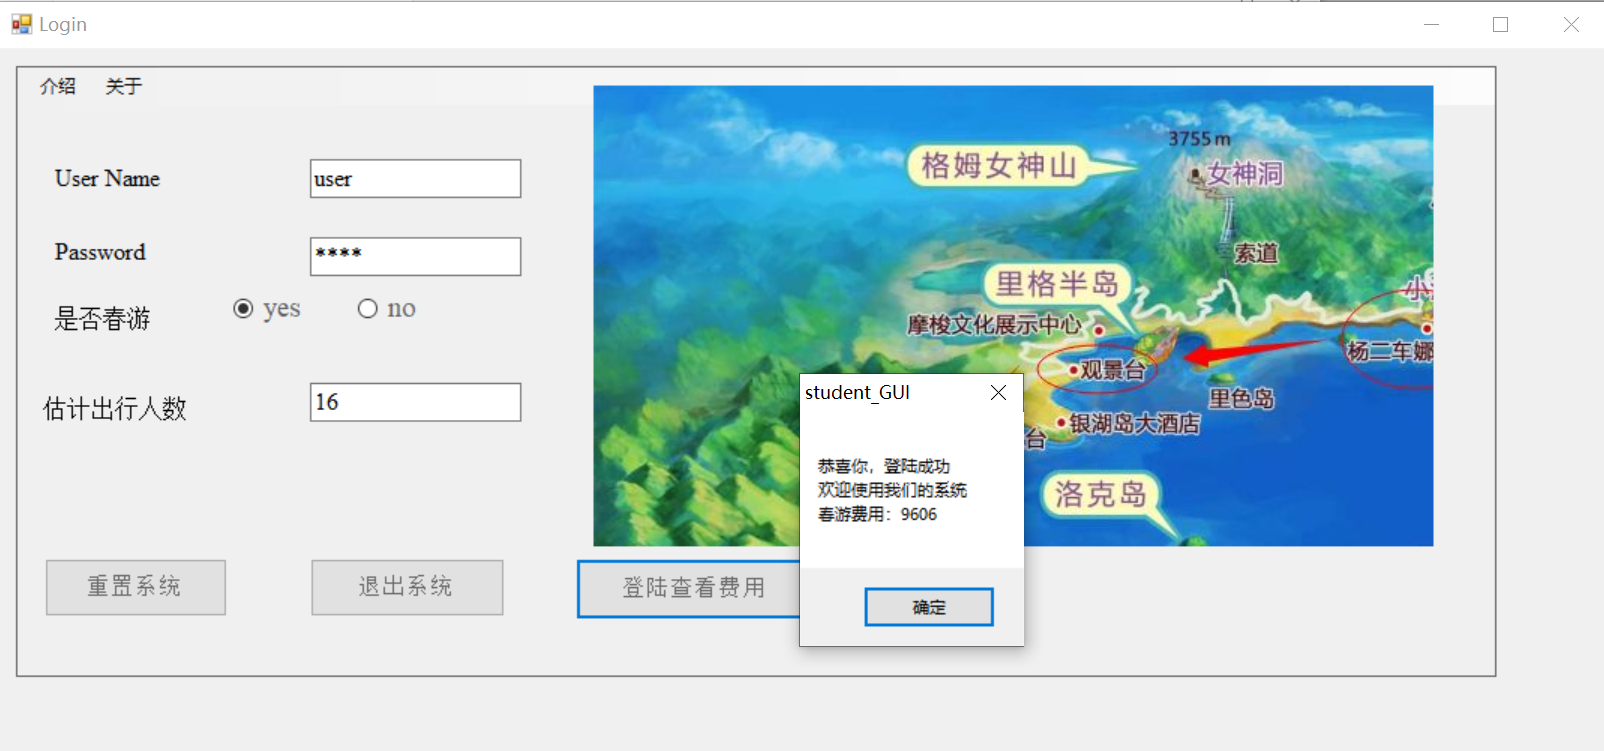 Login
介绍 关于
User Name
user
Password
****
是否春游
yes
no
估计出行人数
16
3755m
格姆女神山
女神洞
索道
里格半岛
摩梭文化展示中心
观景台
杨二车娜
里色岛
银湖岛大酒店
台
洛克岛
student_GUI
恭喜你，登陆成功
欢迎使用我们的系统
春游费用：9606
确定
重置系统
退出系统
登陆查看费用